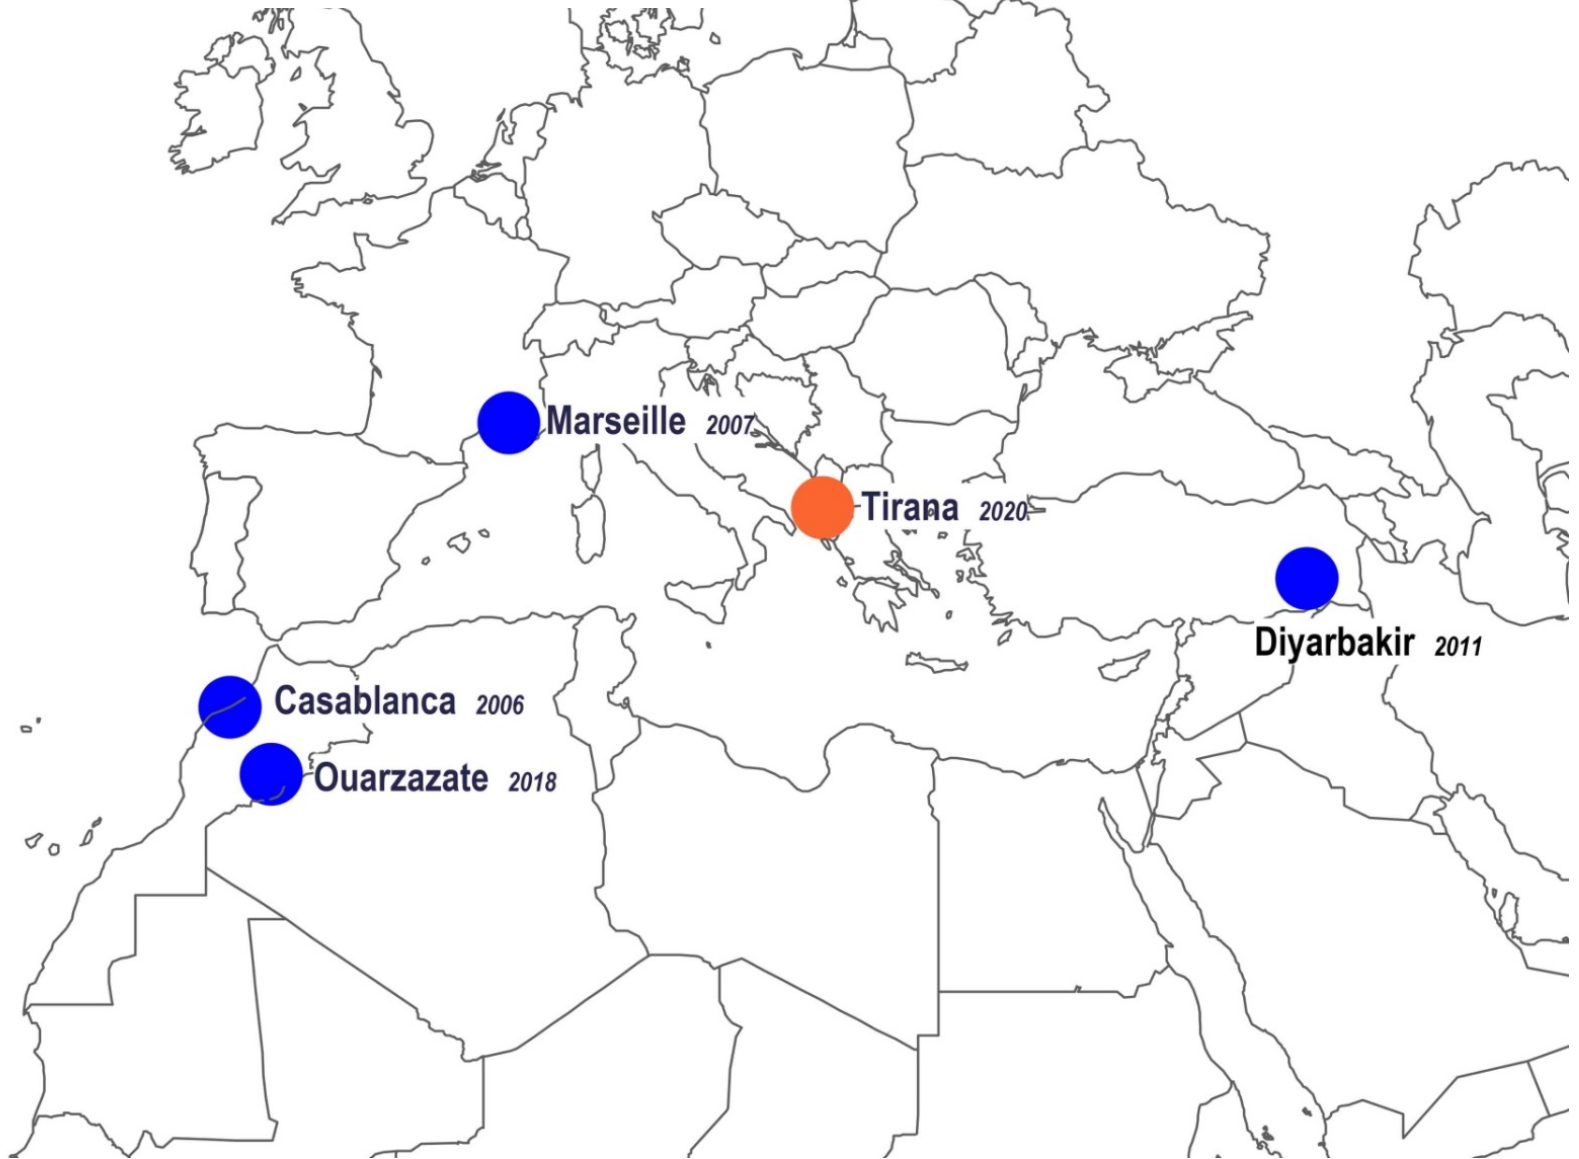 Marseille 2007
Tirana 2020
Diyarbakir 2011
Casablanca 2006
Ouarzazate 2018